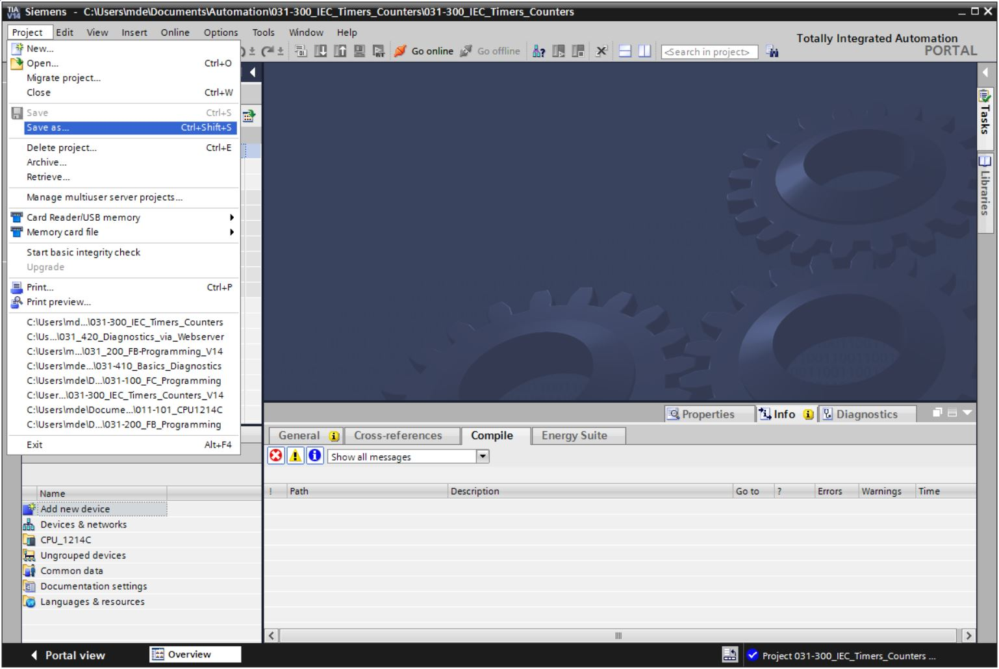 TIA V14 Siemens - C:\Users\mde\Documents\Automation\031-300_IEC_Timers_Counters\031-300_IEC_Timers_Counters
Project Edit View Insert Online Options Tools Window Help
Totally Integrated Automation
PORTAL
Go online Go offline <Search in project>
New...
Open... Ctrl+O
Migrate project...
Close Ctrl+W
Save Ctrl+S
Save as... Ctrl+Shift+S
Delete project... Ctrl+E
Archive...
Retrieve...
Manage multiuser server projects...
Card Reader/USB memory
Memory card file
Start basic integrity check
Upgrade
Print... Ctrl+P
Print preview...
C:\Users\md...\031-300_IEC_Timers_Counters
C:\Us...\031_420_Diagnostics_via_Webserver
C:\Users\m...\031_200_FB-Programming_V14
C:\Users\mde...\031-410_Basics_Diagnostics
C:\Users\mde\D...\031-100_FC_Programming
C:\User...\031-300_IEC_Timers_Counters_V14
C:\Users\mde\Docume...\011-101_CPU1214C
C:\Users\mde\D...\031-200_FB_Programming
Exit Alt+F4
Tasks
Libraries
Properties Info Diagnostics
General Cross-references Compile Energy Suite
Show all messages
! Path Description Go to ? Errors Warnings Time
Name
Add new device
Devices & networks
CPU_1214C
Ungrouped devices
Common data
Documentation settings
Languages & resources
Portal view Overview Project 031-300_IEC_Timers_Counters ...